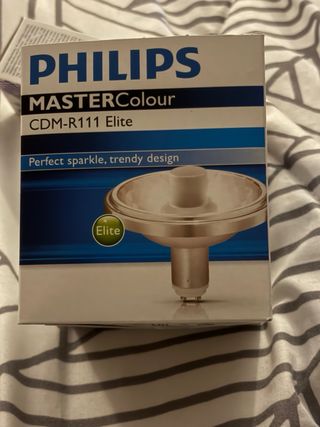 PHILIPS
MASTERColour
CDM-R111 Elite
Perfect sparkle, trendy design
Elite